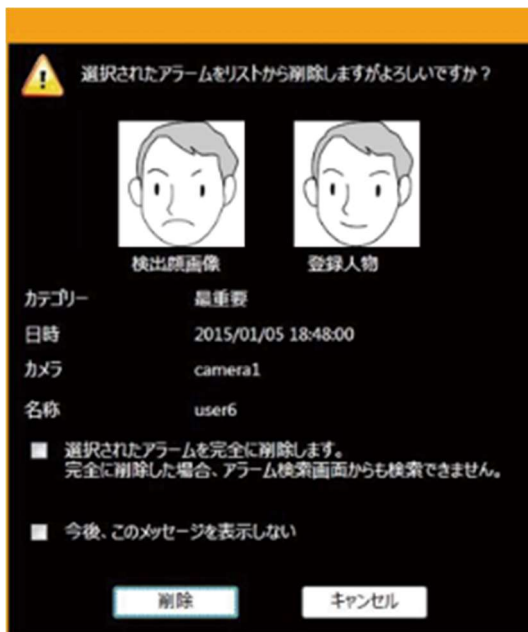 選択されたアラームをリストから削除しますがよろしいですか？
検出顔画像 登録人物
カテゴリー 最重要
日時 2015/01/05 18:48:00
カメラ camera1
名称 user6
選択されたアラームを完全に削除します。
完全に削除した場合、アラーム検索画面からも検索できません。
今後、このメッセージを表示しない
削除 キャンセル